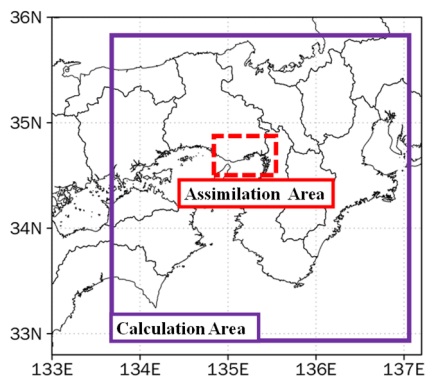 36N
35N
Assimilation Area
34N
Calculation Area
33N
133E 134E 135E 136E 137E